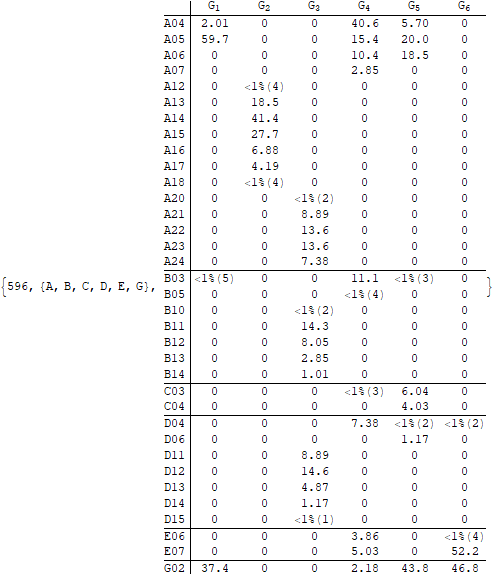 G1 G2 G3 G4 G5 G6
A04 2.01 0 0 40.6 5.70 0
A05 59.7 0 0 15.4 20.0 0
A06 0 0 0 10.4 18.5 0
A07 0 0 0 2.85 0 0
A12 0 <1%(4) 0 0 0 0
A13 0 18.5 0 0 0 0
A14 0 41.4 0 0 0 0
A15 0 27.7 0 0 0 0
A16 0 6.88 0 0 0 0
A17 0 4.19 0 0 0 0
A18 0 <1%(4) 0 0 0 0
A20 0 0 <1%(2) 0 0 0
A21 0 0 8.89 0 0 0
A22 0 0 13.6 0 0 0
A23 0 0 13.6 0 0 0
A24 0 0 7.38 0 0 0
B03 <1%(5) 0 0 11.1 <1%(3) 0
{596, {A, B, C, D, E, G}, }
B05 0 0 0 <1%(4) 0 0
B10 0 0 <1%(2) 0 0 0
B11 0 0 14.3 0 0 0
B12 0 0 8.05 0 0 0
B13 0 0 2.85 0 0 0
B14 0 0 1.01 0 0 0
C03 0 0 0 <1%(3) 6.04 0
C04 0 0 0 0 4.03 0
D04 0 0 0 7.38 <1%(2) <1%(2)
D06 0 0 0 0 1.17 0
D11 0 0 8.89 0 0 0
D12 0 0 14.6 0 0 0
D13 0 0 4.87 0 0 0
D14 0 0 1.17 0 0 0
D15 0 0 <1%(1) 0 0 0
E06 0 0 0 3.86 0 <1%(4)
E07 0 0 0 5.03 0 52.2
G02 37.4 0 0 2.18 43.8 46.8